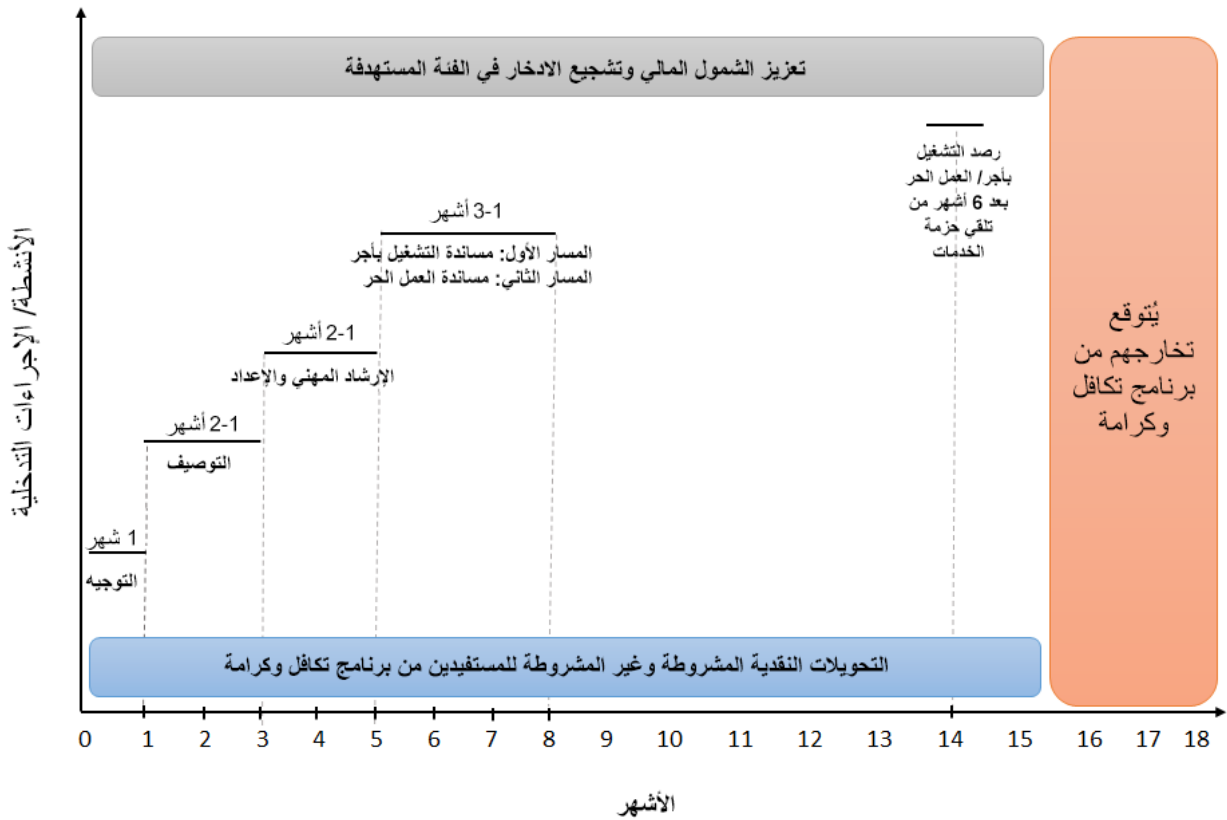 تعزيز الشمول المالي وتشجيع الادخار في الفئة المستهدفة
رصد التشغيل
بأجر/ العمل الحر
بعد 6 أشهر من
تلقي حزمة
الخدمات
1-3 أشهر
المسار الأول: مساندة التشغيل بأجر
المسار الثاني: مساندة العمل الحر
1-2 أشهر
الإرشاد المهني والإعداد
1-2 أشهر
التوصيف
1 شهر
التوجيه
يُتوقع
تخارجهم من
برنامج تكافل
وكرامة
الأنشطة/ الإجراءات التدخلية
التحويلات النقدية المشروطة وغير المشروطة للمستفيدين من برنامج تكافل وكرامة
0 1 2 3 4 5 6 7 8 9 10 11 12 13 14 15 16 17 18
الأشهر